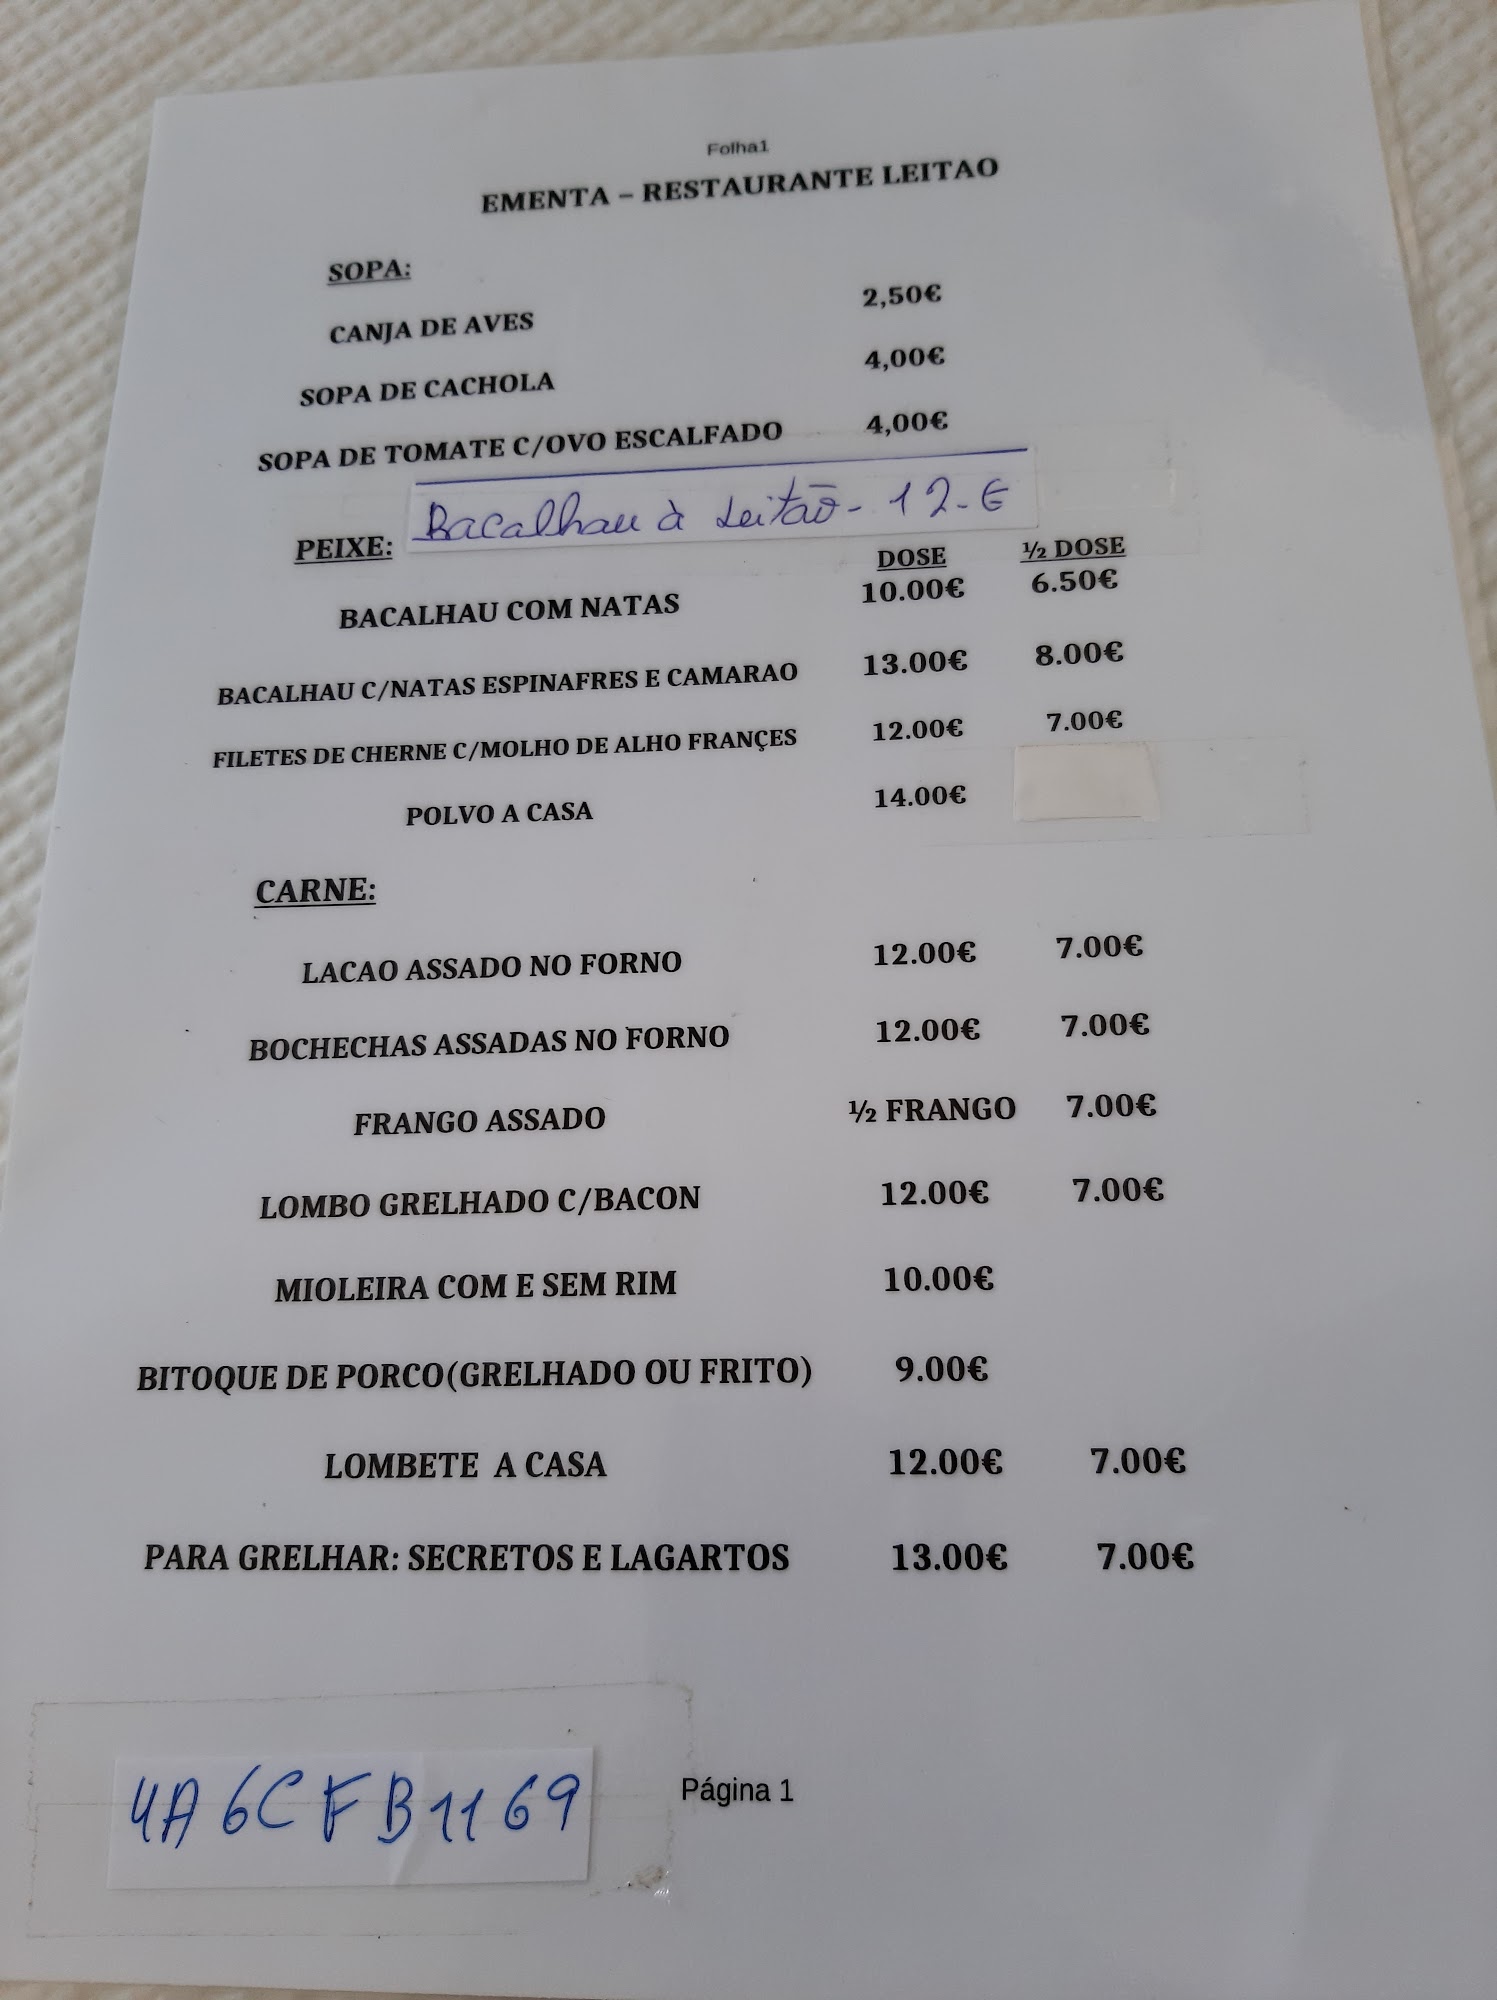 Folha1
EMENTA – RESTAURANTE LEITAO
SOPA:
CANJA DE AVES 2,50€
SOPA DE CACHOLA 4,00€
SOPA DE TOMATE C/OVO ESCALFADO 4,00€
Bacalhau à Leitão - 12-€
PEIXE: DOSE ½ DOSE
BACALHAU COM NATAS 10.00€ 6.50€
BACALHAU C/NATAS ESPINAFRES E CAMARAO 13.00€ 8.00€
FILETES DE CHERNE C/MOLHO DE ALHO FRANÇES 12.00€ 7.00€
POLVO A CASA 14.00€
CARNE:
LACAO ASSADO NO FORNO 12.00€ 7.00€
BOCHECHAS ASSADAS NO FORNO 12.00€ 7.00€
FRANGO ASSADO ½ FRANGO 7.00€
LOMBO GRELHADO C/BACON 12.00€ 7.00€
MIOLEIRA COM E SEM RIM 10.00€
BITOQUE DE PORCO(GRELHADO OU FRITO) 9.00€
LOMBETE A CASA 12.00€ 7.00€
PARA GRELHAR: SECRETOS E LAGARTOS 13.00€ 7.00€
4A6CFB1169
Página 1